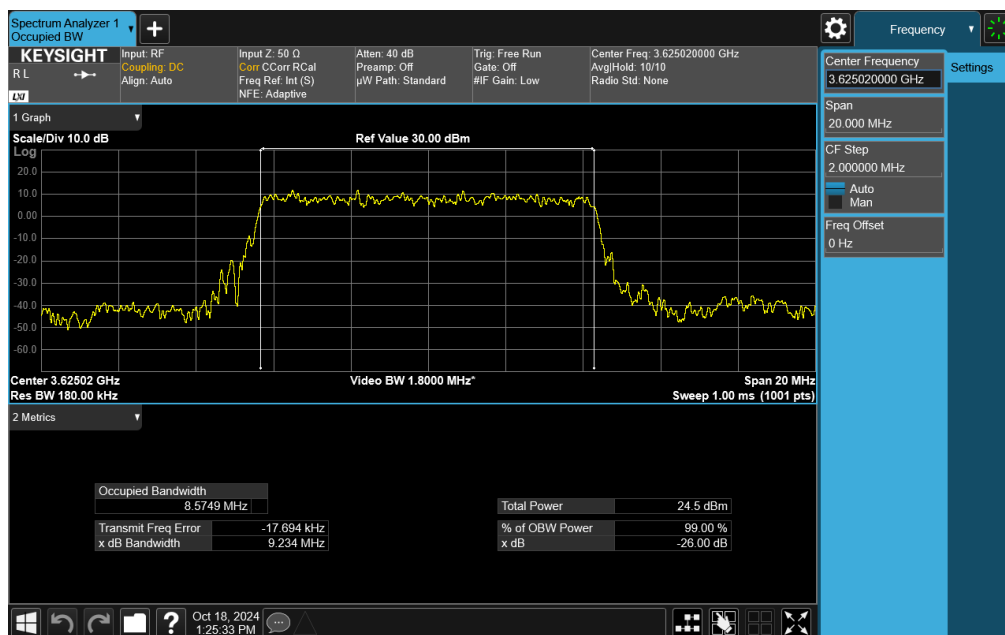 Spectrum Analyzer 1
Occupied BW
Frequency
KEYSIGHT
R L
LXI
Input: RF
Coupling: DC
Align: Auto
Input Z: 50 Ω
Corr CCorr RCal
Freq Ref: Int (S)
NFE: Adaptive
Atten: 40 dB
Preamp: Off
µW Path: Standard
Trig: Free Run
Gate: Off
#IF Gain: Low
Center Freq: 3.625020000 GHz
Avg|Hold: 10/10
Radio Std: None
Center Frequency
3.625020000 GHz
Settings
Span
20.000 MHz
CF Step
2.000000 MHz
Auto
Man
Freq Offset
0 Hz
1 Graph
Scale/Div 10.0 dB
Ref Value 30.00 dBm
Log
20.0
10.0
0.00
-10.0
-20.0
-30.0
-40.0
-50.0
-60.0
Center 3.62502 GHz
Video BW 1.8000 MHz*
Span 20 MHz
Res BW 180.00 kHz
Sweep 1.00 ms (1001 pts)
2 Metrics
Occupied Bandwidth
8.5749 MHz
Total Power 24.5 dBm
Transmit Freq Error -17.694 kHz
% of OBW Power 99.00 %
x dB Bandwidth 9.234 MHz
x dB -26.00 dB
Oct 18, 2024
1:25:33 PM